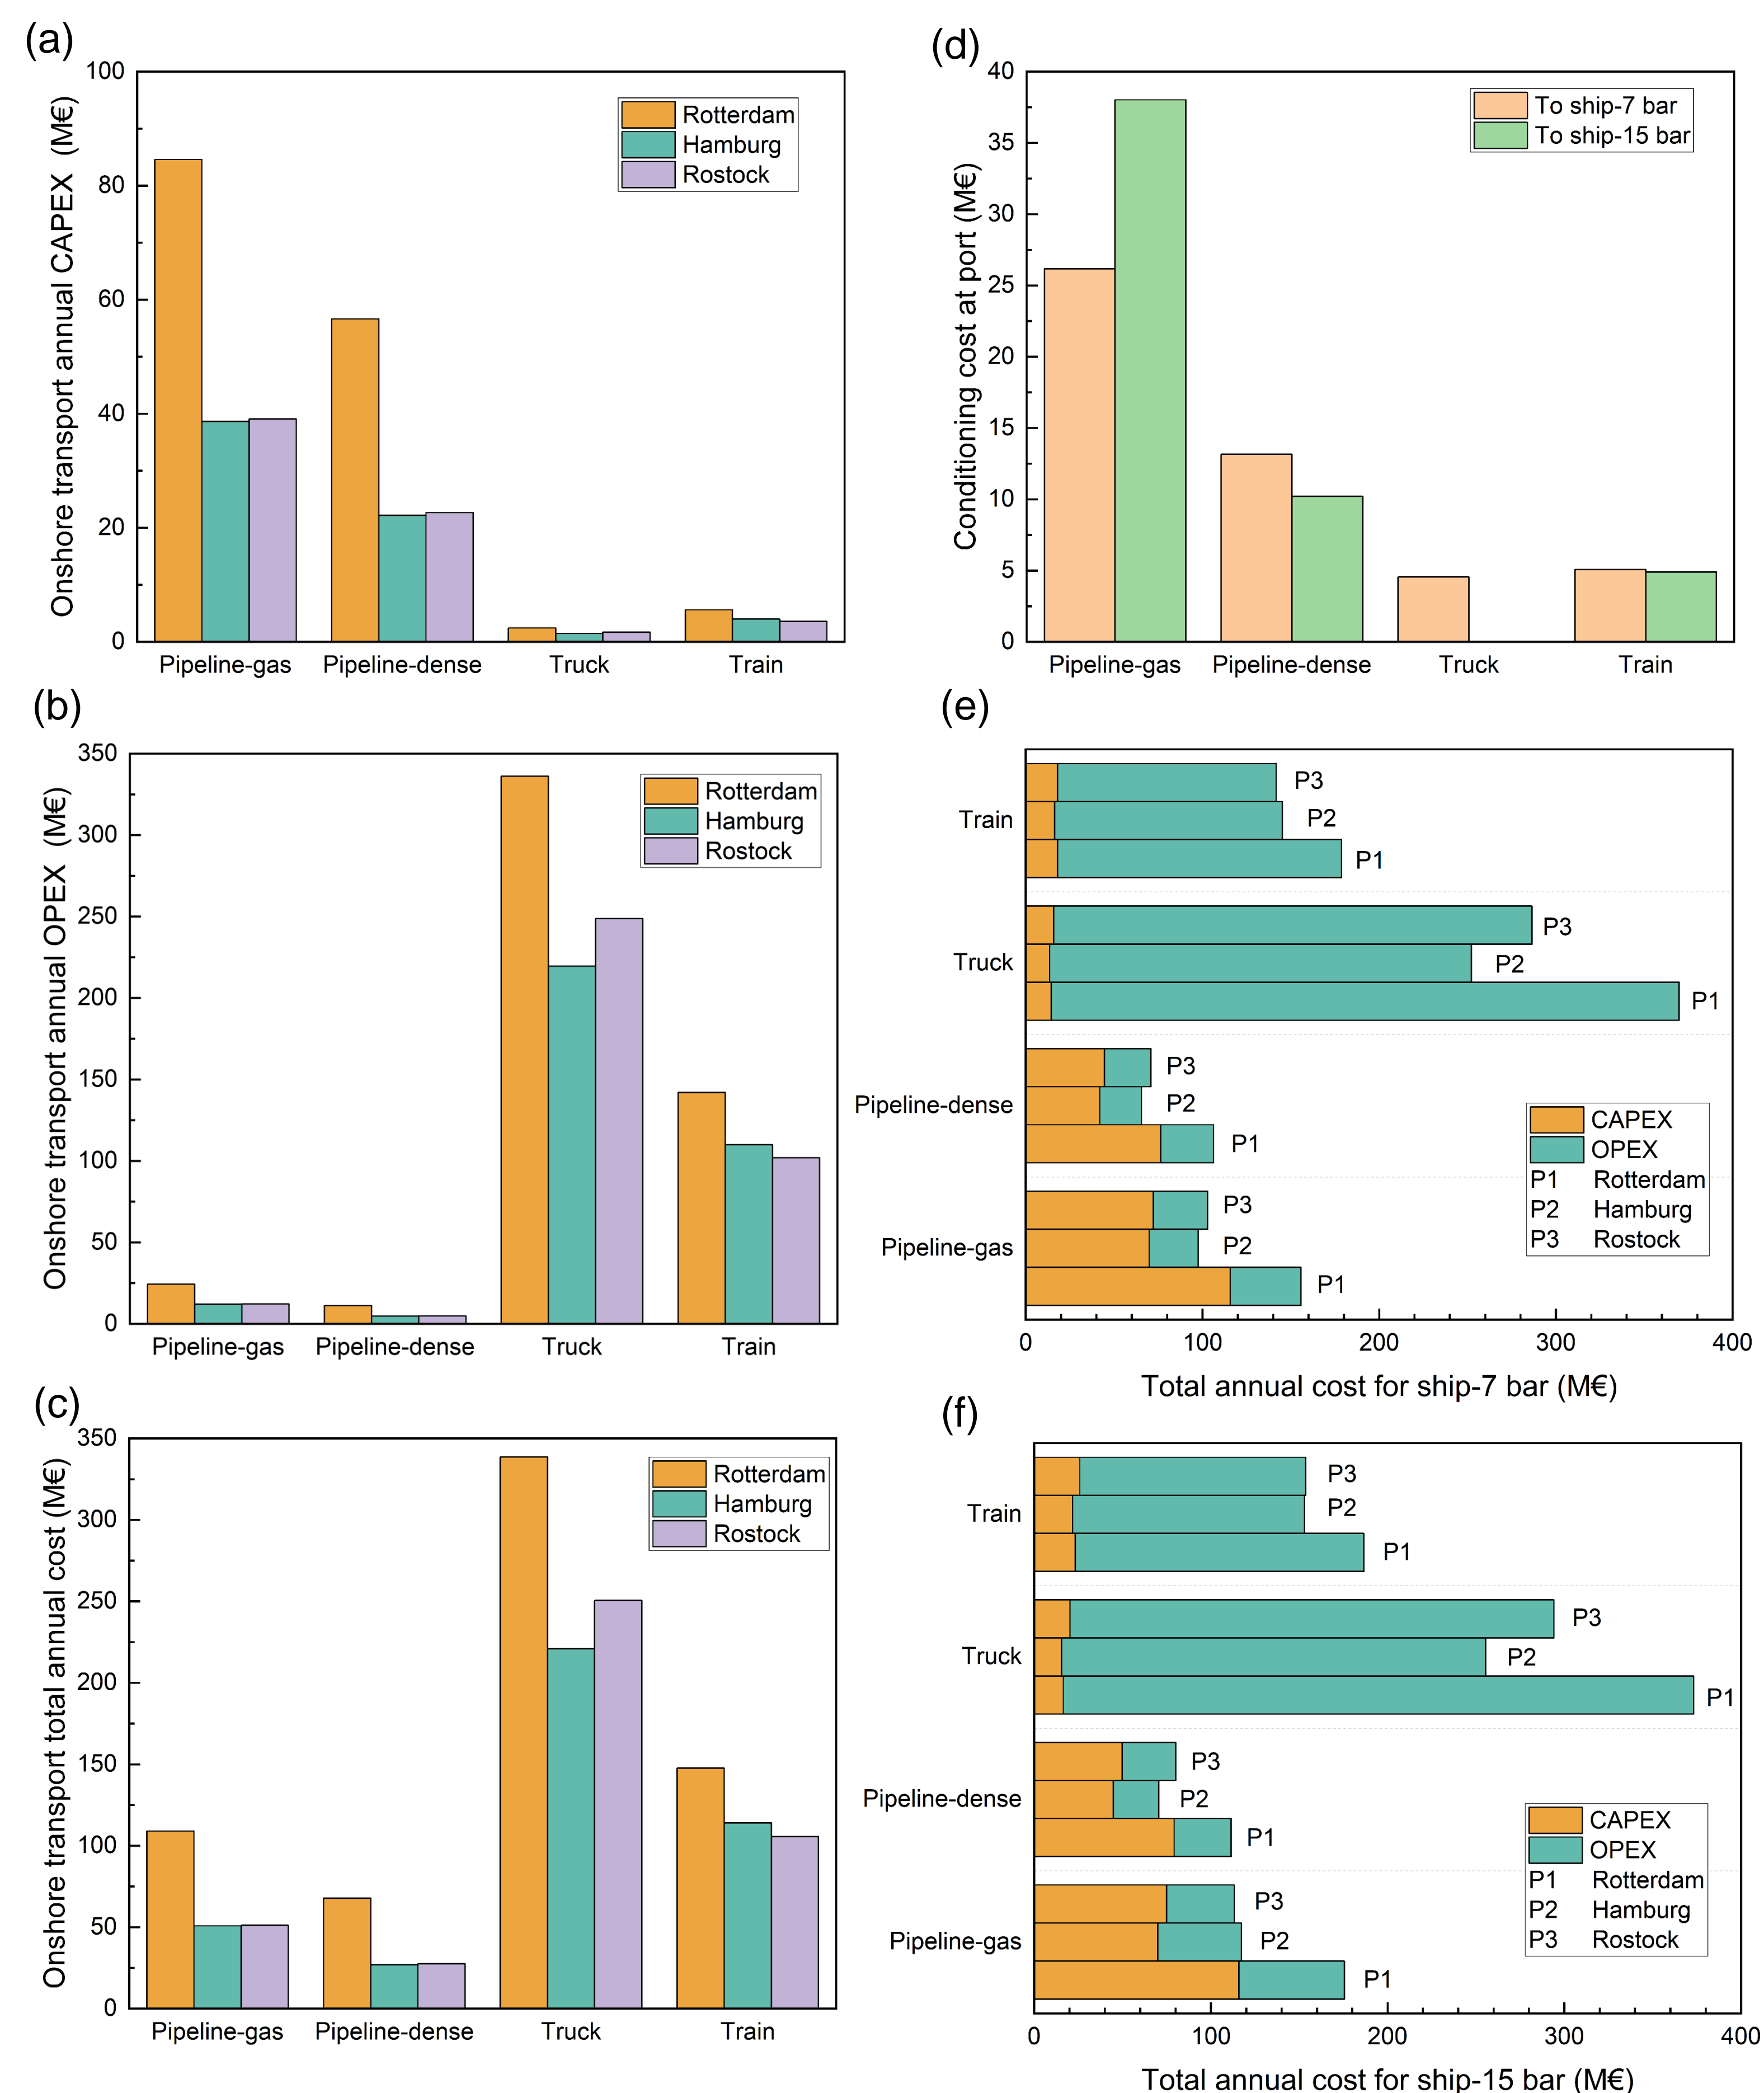 (a)
Onshore transport annual CAPEX (M€)
100
80
60
40
20
0
Rotterdam
Hamburg
Rostock
Pipeline-gas
Pipeline-dense
Truck
Train
(b)
Onshore transport annual OPEX (M€)
350
300
250
200
150
100
50
0
Rotterdam
Hamburg
Rostock
Pipeline-gas
Pipeline-dense
Truck
Train
(c)
Onshore transport total annual cost (M€)
350
300
250
200
150
100
50
0
Rotterdam
Hamburg
Rostock
Pipeline-gas
Pipeline-dense
Truck
Train
(d)
Conditioning cost at port (M€)
40
35
30
25
20
15
10
5
0
To ship-7 bar
To ship-15 bar
Pipeline-gas
Pipeline-dense
Truck
Train
(e)
Train
P3
P2
P1
Truck
P3
P2
P1
Pipeline-dense
P3
P2
P1
Pipeline-gas
P3
P2
P1
CAPEX
OPEX
P1 Rotterdam
P2 Hamburg
P3 Rostock
0 100 200 300 400
Total annual cost for ship-7 bar (M€)
(f)
Train
P3
P2
P1
Truck
P3
P2
P1
Pipeline-dense
P3
P2
P1
Pipeline-gas
P3
P2
P1
CAPEX
OPEX
P1 Rotterdam
P2 Hamburg
P3 Rostock
0 100 200 300 400
Total annual cost for ship-15 bar (M€)